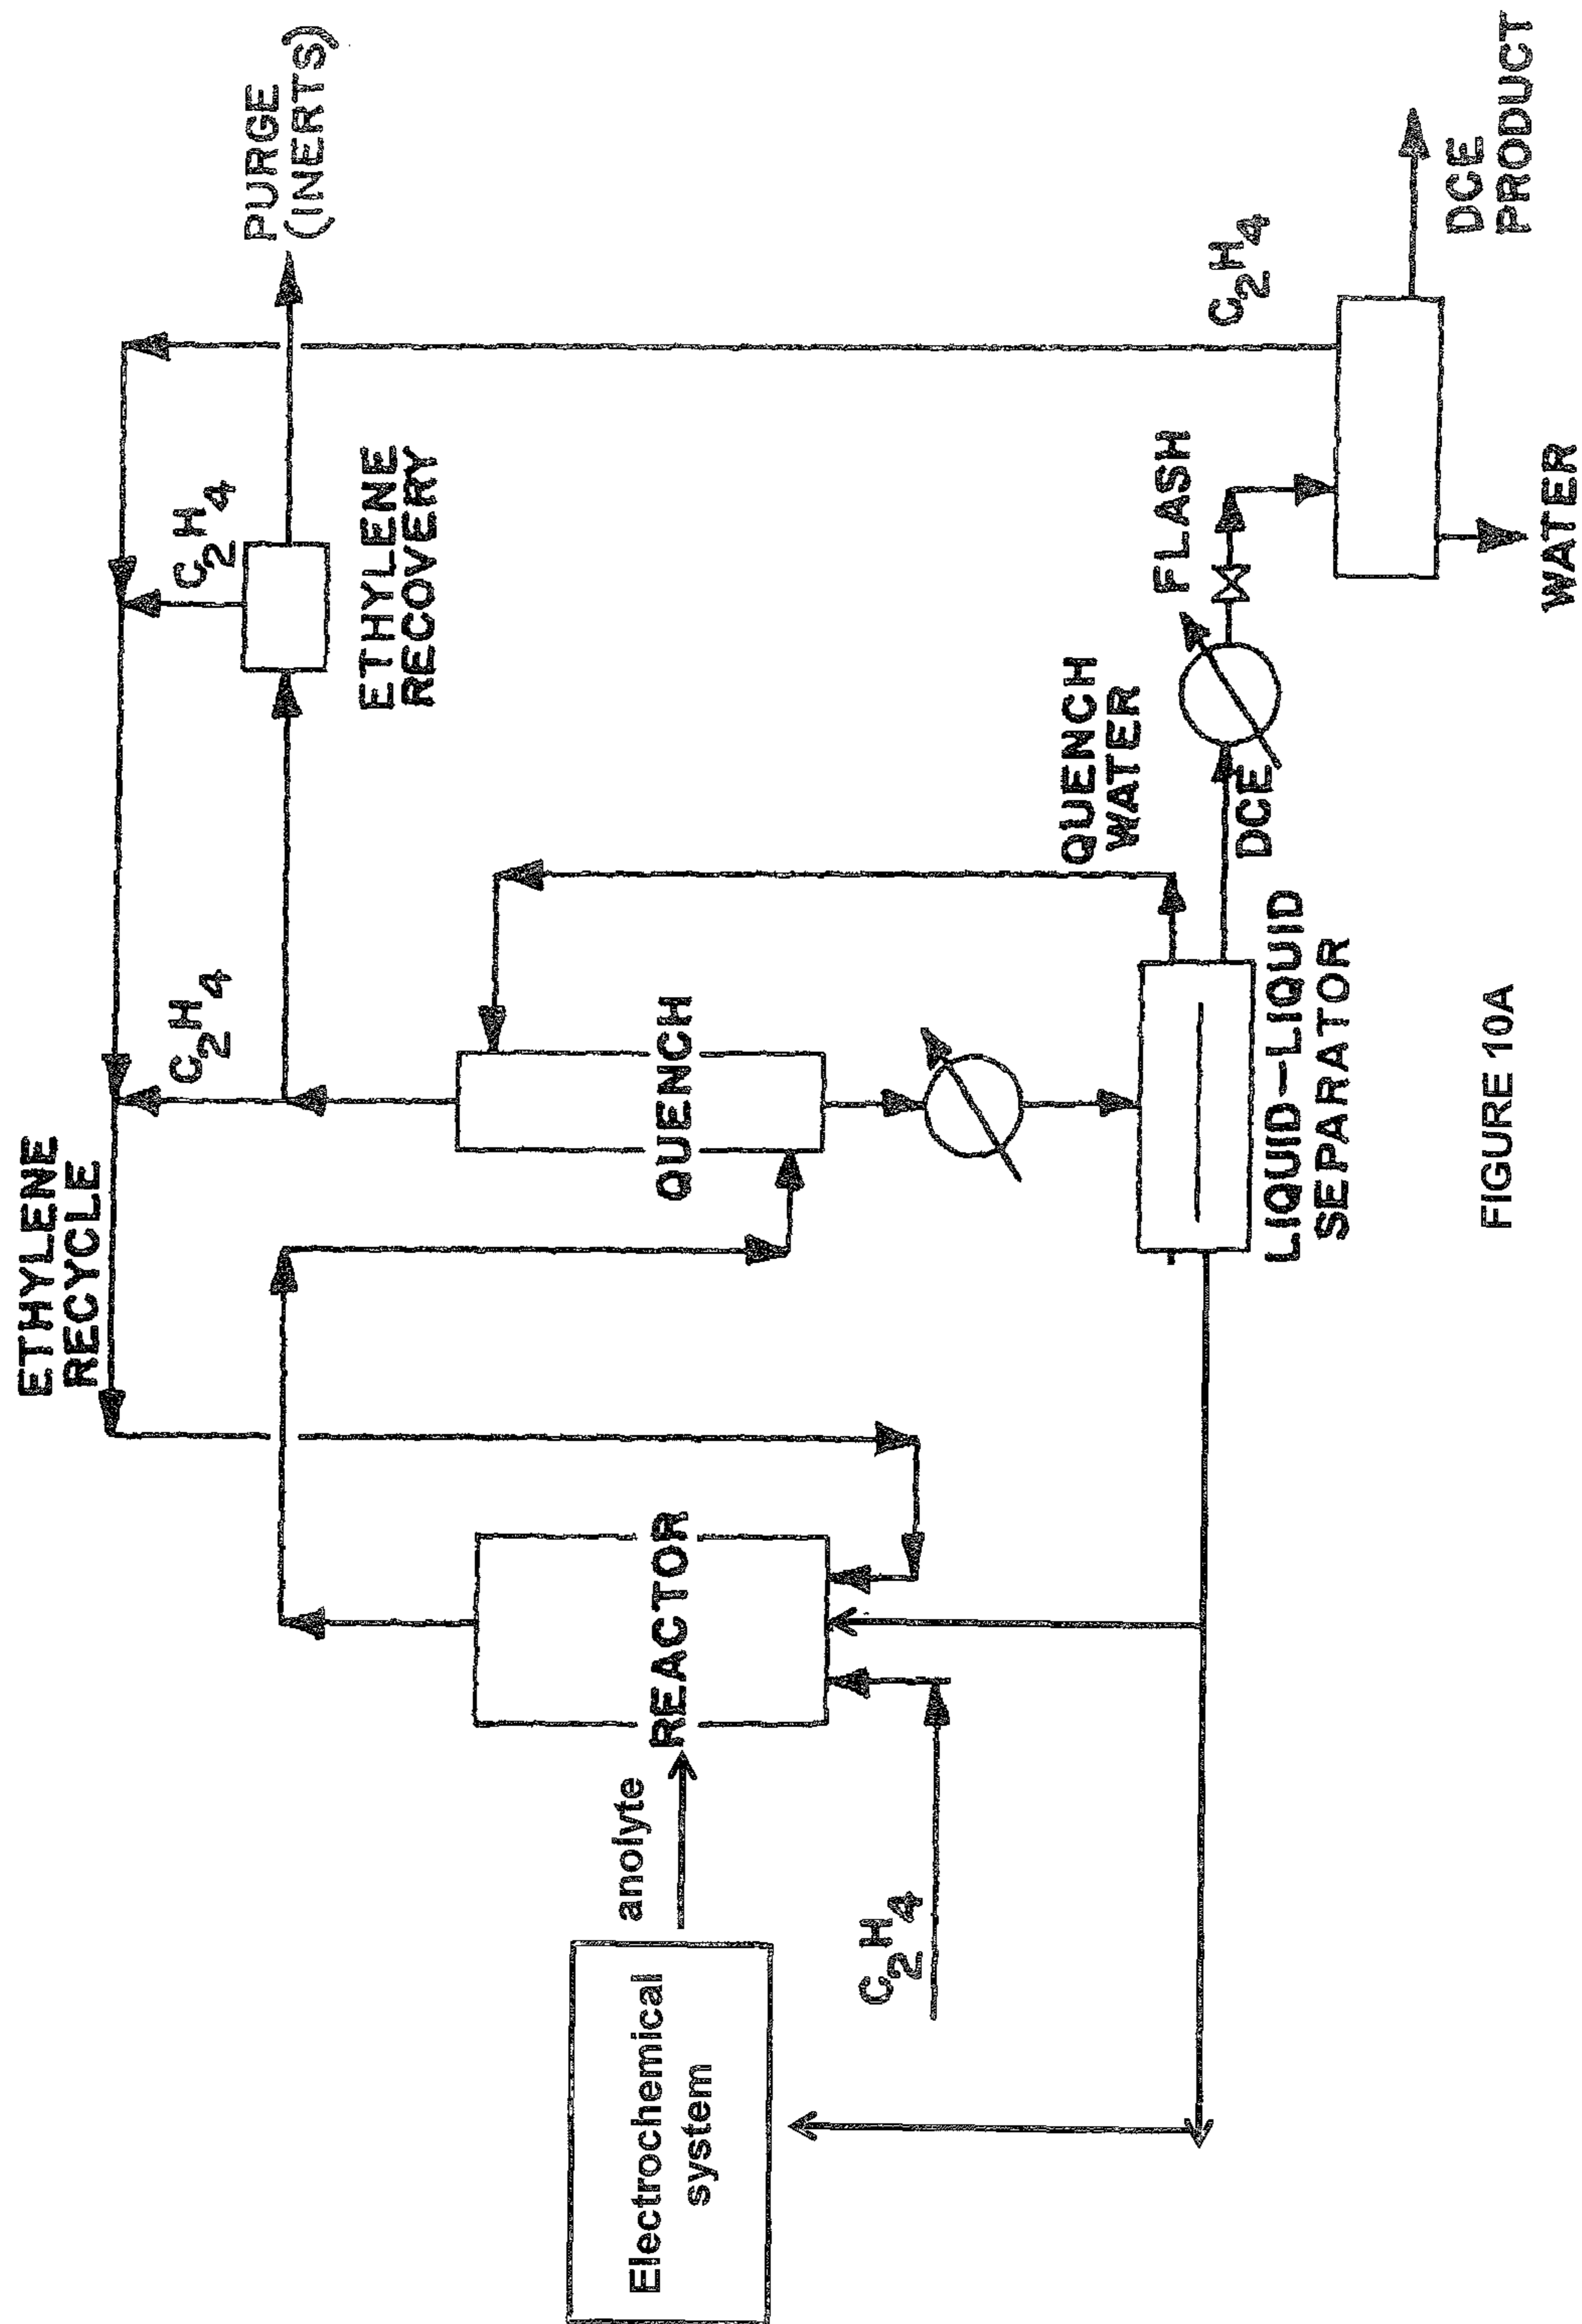 ETHYLENE
RECYCLE
C2H4
C2H4
PURGE
(INERTS)
ETHYLENE
RECOVERY
Electrochemical
system
anolyte
REACTOR
QUENCH
C2H4
QUENCH
WATER
DCE
FLASH
C2H4
LIQUID-LIQUID
SEPARATOR
WATER
DCE
PRODUCT
FIGURE 10A